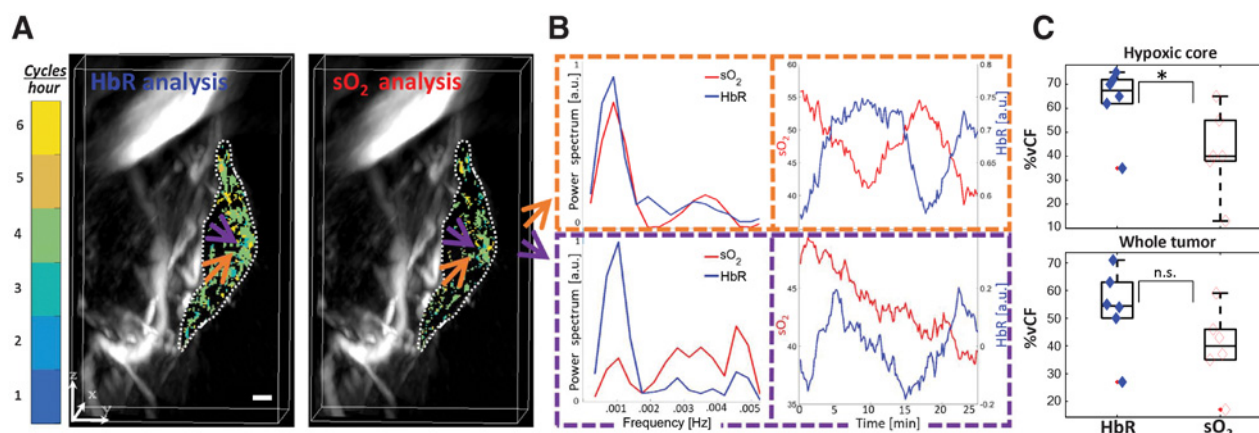 A
Cycles
hour
6
5
4
3
2
1
HbR analysis
sO2 analysis
z
x
y
B
Power spectrum [a.u.]
1
0
sO2
HbR
sO2
60
55
50
45
40
HbR [a.u.]
0.8
0.75
0.7
0.65
0.6
Power spectrum [a.u.]
1
0
sO2
HbR
.001 .002 .003 .004 .005
Frequency [Hz]
sO2
45
40
35
HbR [a.u.]
0.2
0
-0.2
0 5 10 15 20 25
Time [min]
C
Hypoxic core
%vCF
70
60
50
40
30
20
10
*
Whole tumor
%vCF
70
60
50
40
30
20
n.s.
HbR sO2